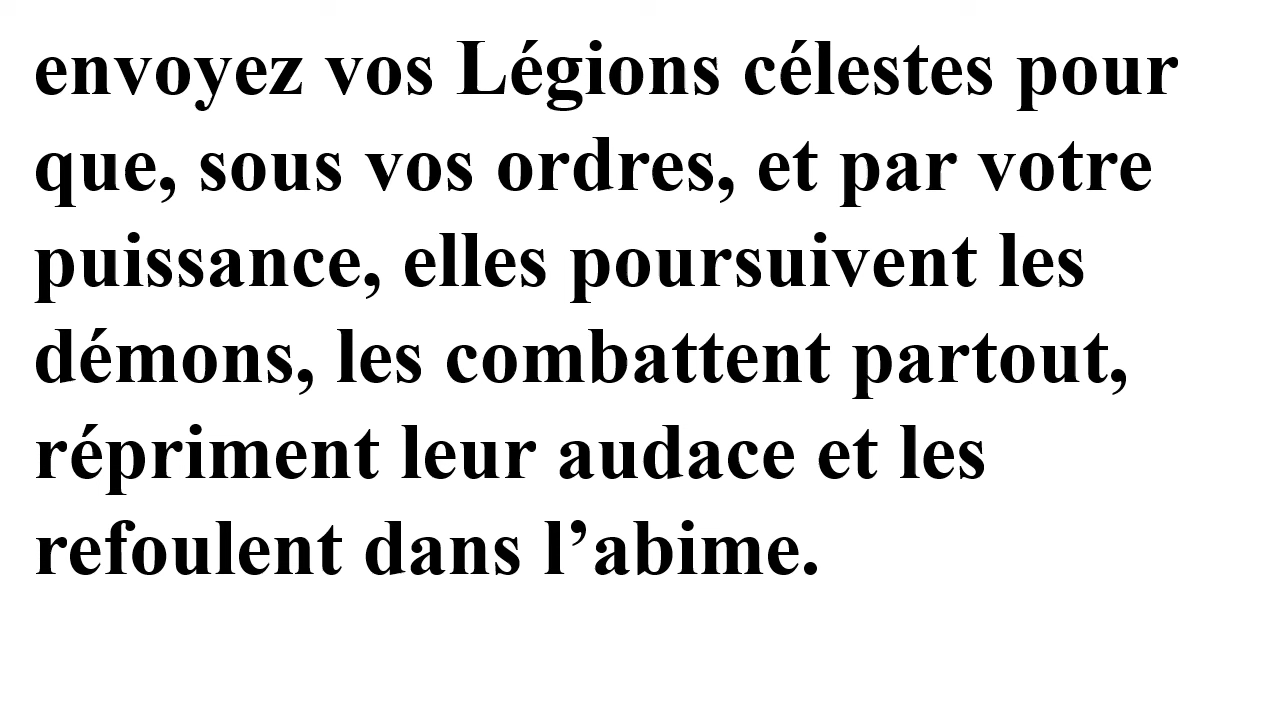 envoyez vos Légions célestes pour
que, sous vos ordres, et par votre
puissance, elles poursuivent les
démons, les combattent partout,
répriment leur audace et les
refoulent dans l’abime.